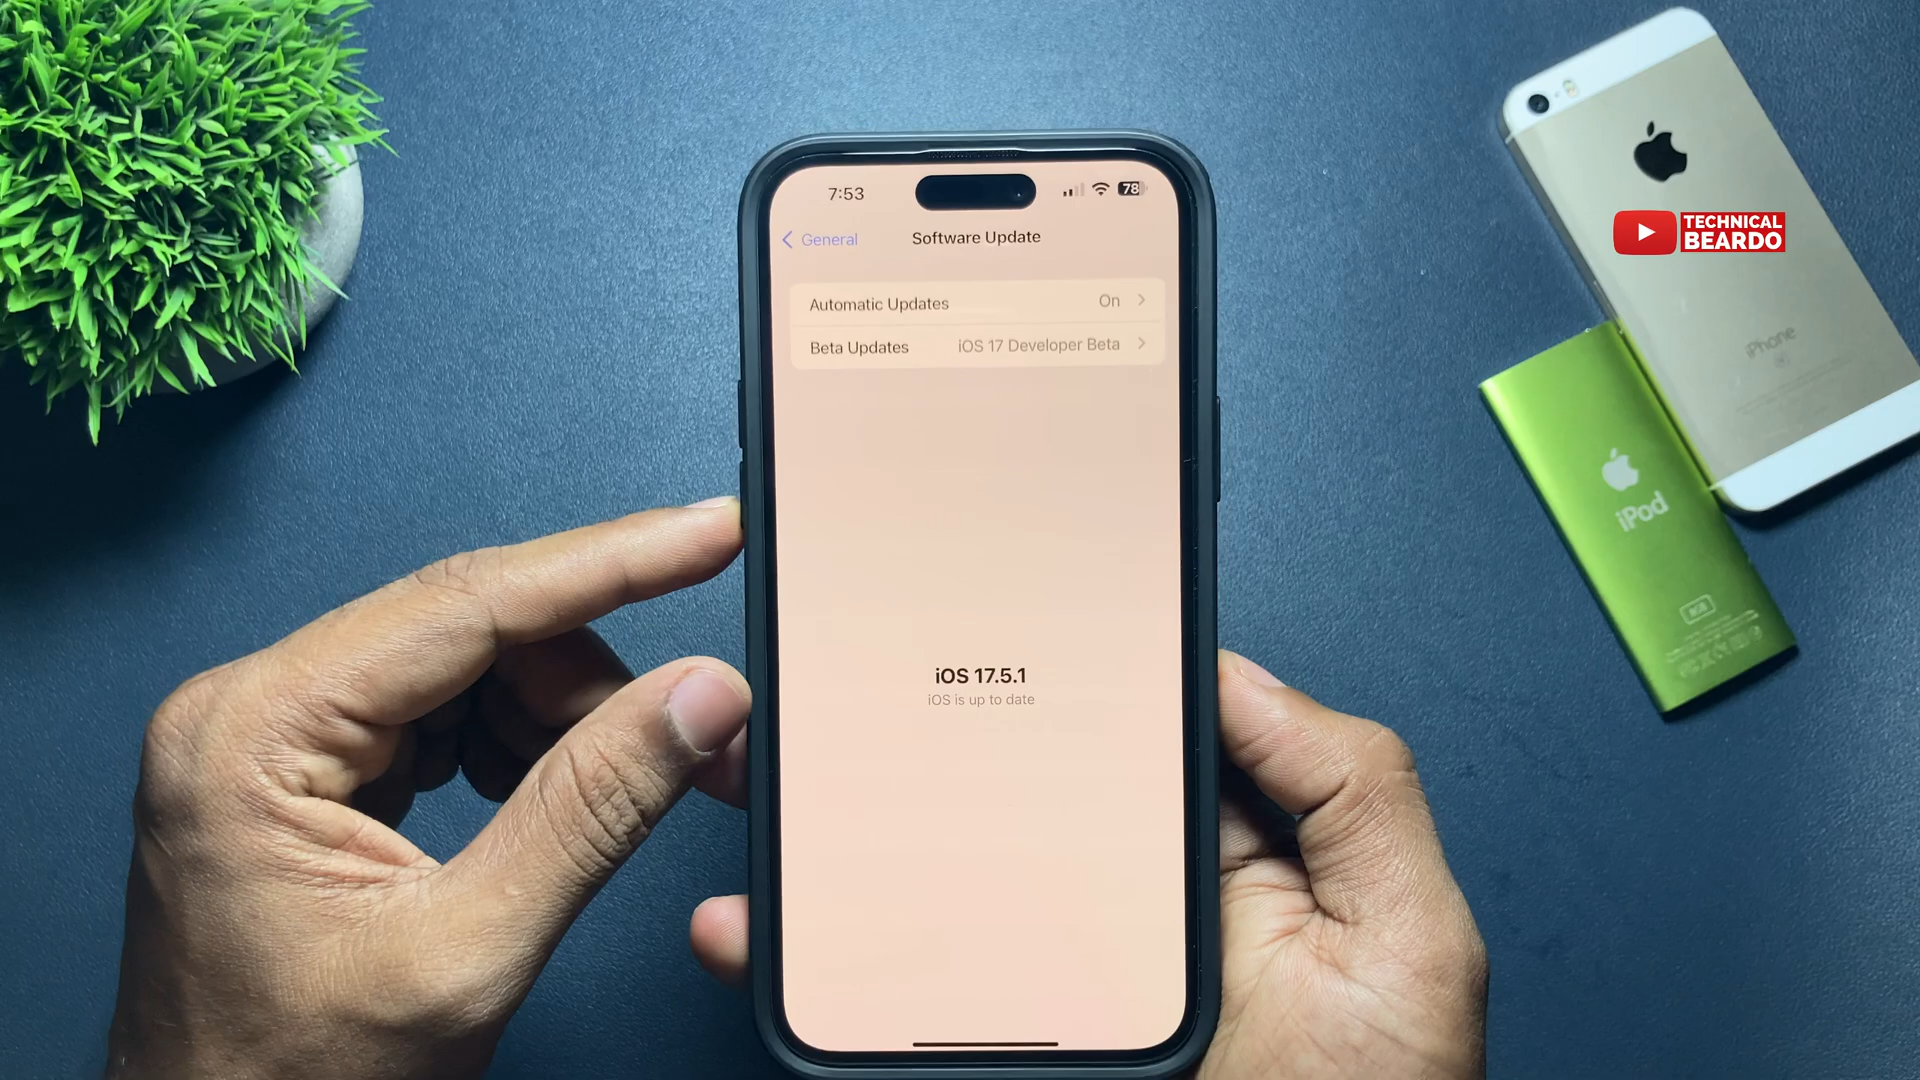 7:53
78
General
Software Update
Automatic Updates On
Beta Updates iOS 17 Developer Beta
iOS 17.5.1
iOS is up to date
TECHNICAL
BEARDO
iPhone
iPod
8GB